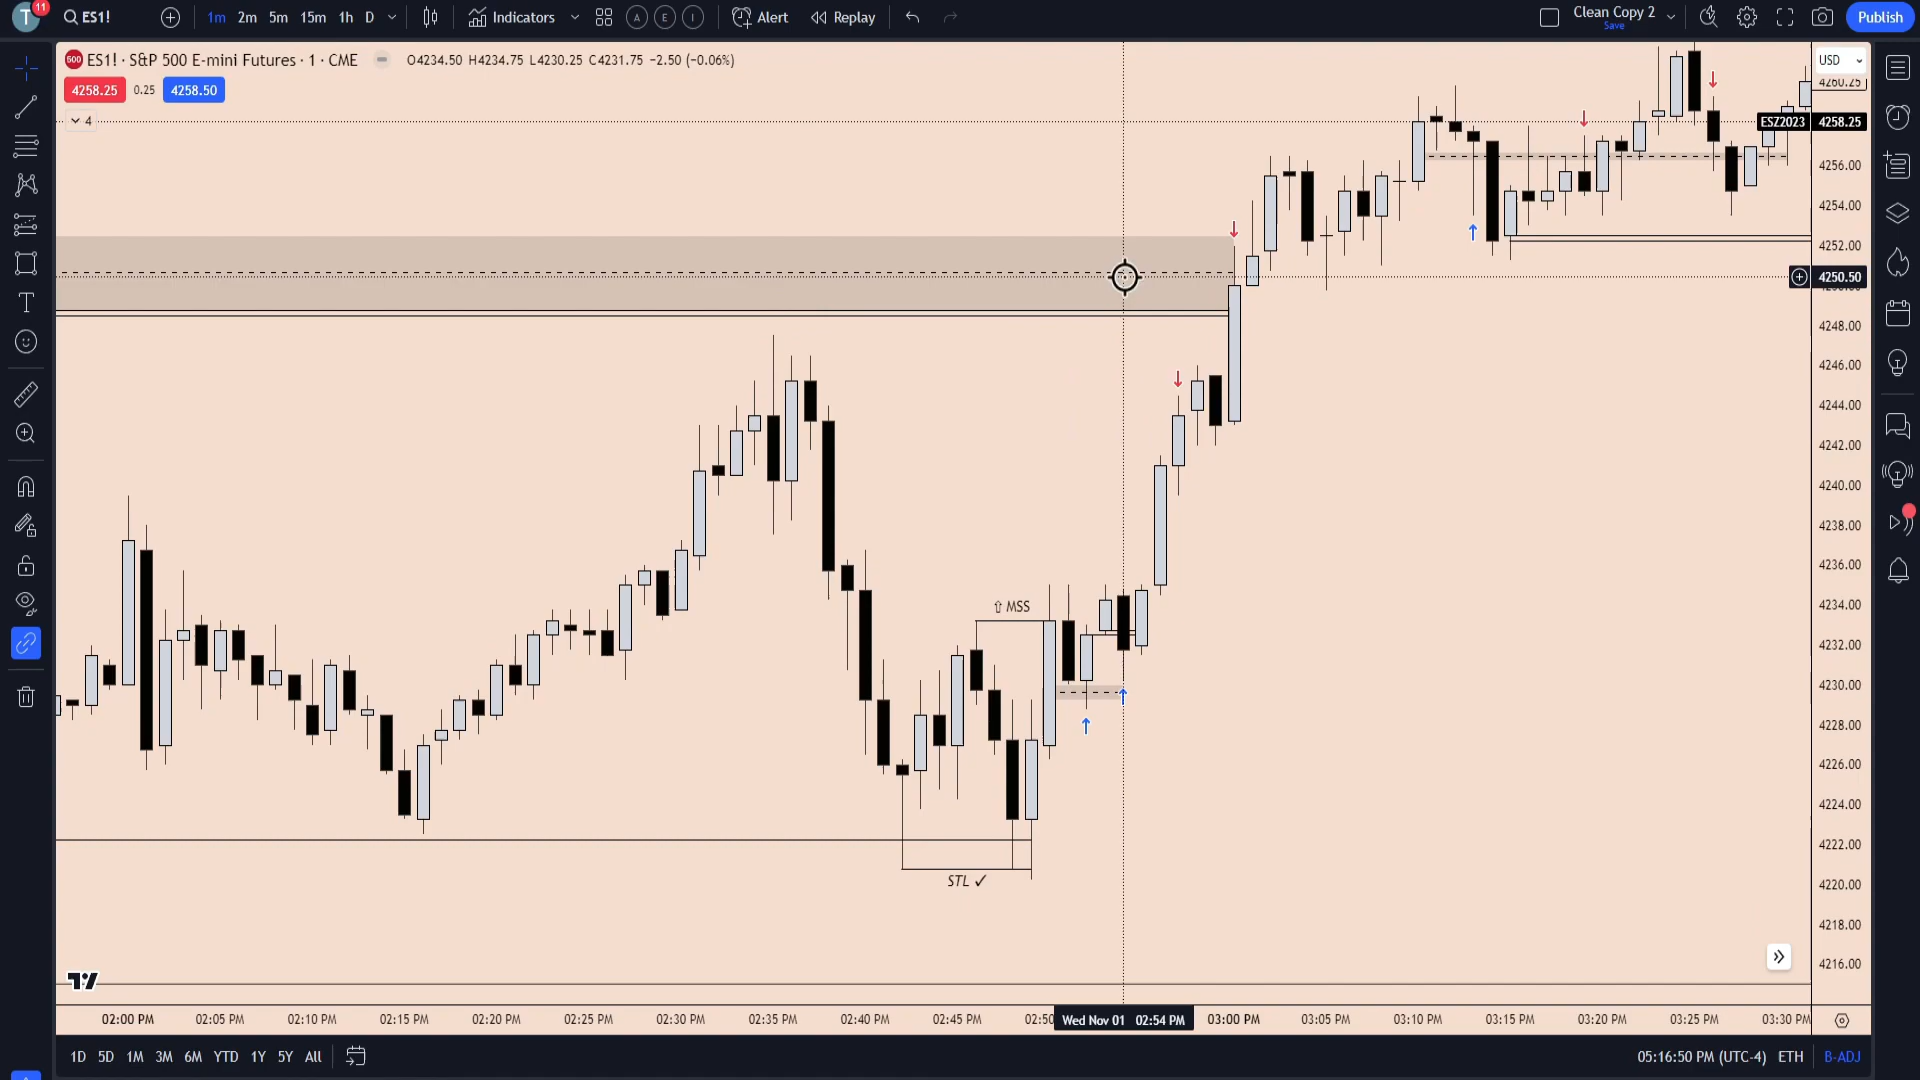 T 11 ES1! 1m 2m 5m 15m 1h D Indicators A E I Alert Replay Clean Copy 2 Save Publish
500 ES1! · S&P 500 E-mini Futures · 1 · CME O4234.50 H4234.75 L4230.25 C4231.75 −2.50 (−0.06%) USD
4258.25 0.25 4258.50 4260.25
4 ESZ2023 4258.25
4256.00
4254.00
4252.00
4250.50
4248.00
4246.00
4244.00
4242.00
4240.00
4238.00
4236.00
⇧ MSS 4234.00
4232.00
4230.00
4228.00
4226.00
4224.00
4222.00
STL ✓ 4220.00
4218.00
4216.00
02:00 PM 02:05 PM 02:10 PM 02:15 PM 02:20 PM 02:25 PM 02:30 PM 02:35 PM 02:40 PM 02:45 PM 02:50 Wed Nov 01 02:54 PM 03:00 PM 03:05 PM 03:10 PM 03:15 PM 03:20 PM 03:25 PM 03:30 PM
1D 5D 1M 3M 6M YTD 1Y 5Y All 05:16:50 PM (UTC-4) ETH B-ADJ